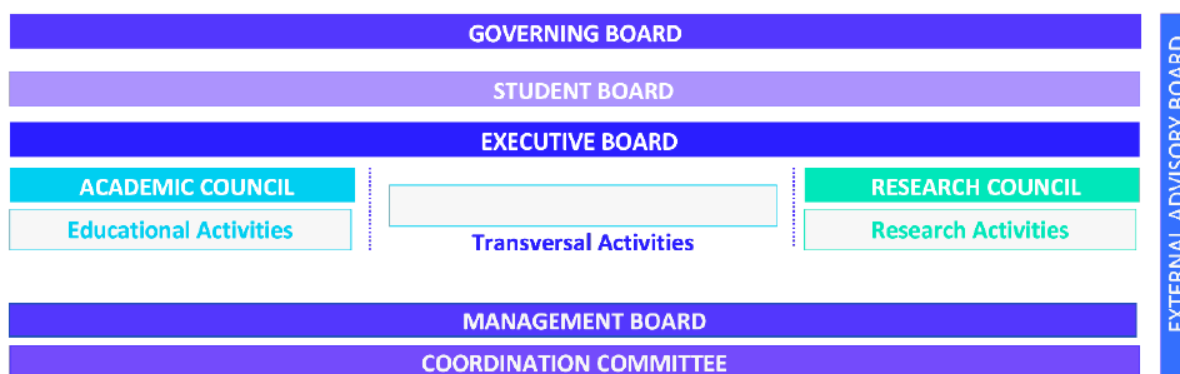 GOVERNING BOARD
STUDENT BOARD
EXECUTIVE BOARD
ACADEMIC COUNCIL
Educational Activities
Transversal Activities
RESEARCH COUNCIL
Research Activities
MANAGEMENT BOARD
COORDINATION COMMITTEE
EXTERNAL ADVISORY BOARD